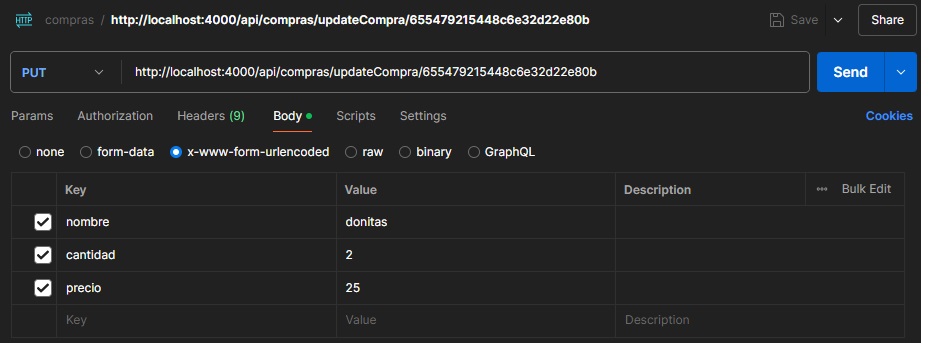 HTTP compras / http://localhost:4000/api/compras/updateCompra/655479215448c6e32d22e80b Save Share
PUT http://localhost:4000/api/compras/updateCompra/655479215448c6e32d22e80b Send
Params Authorization Headers (9) Body Scripts Settings Cookies
none form-data x-www-form-urlencoded raw binary GraphQL
Key Value Description Bulk Edit
nombre donitas
cantidad 2
precio 25
Key Value Description